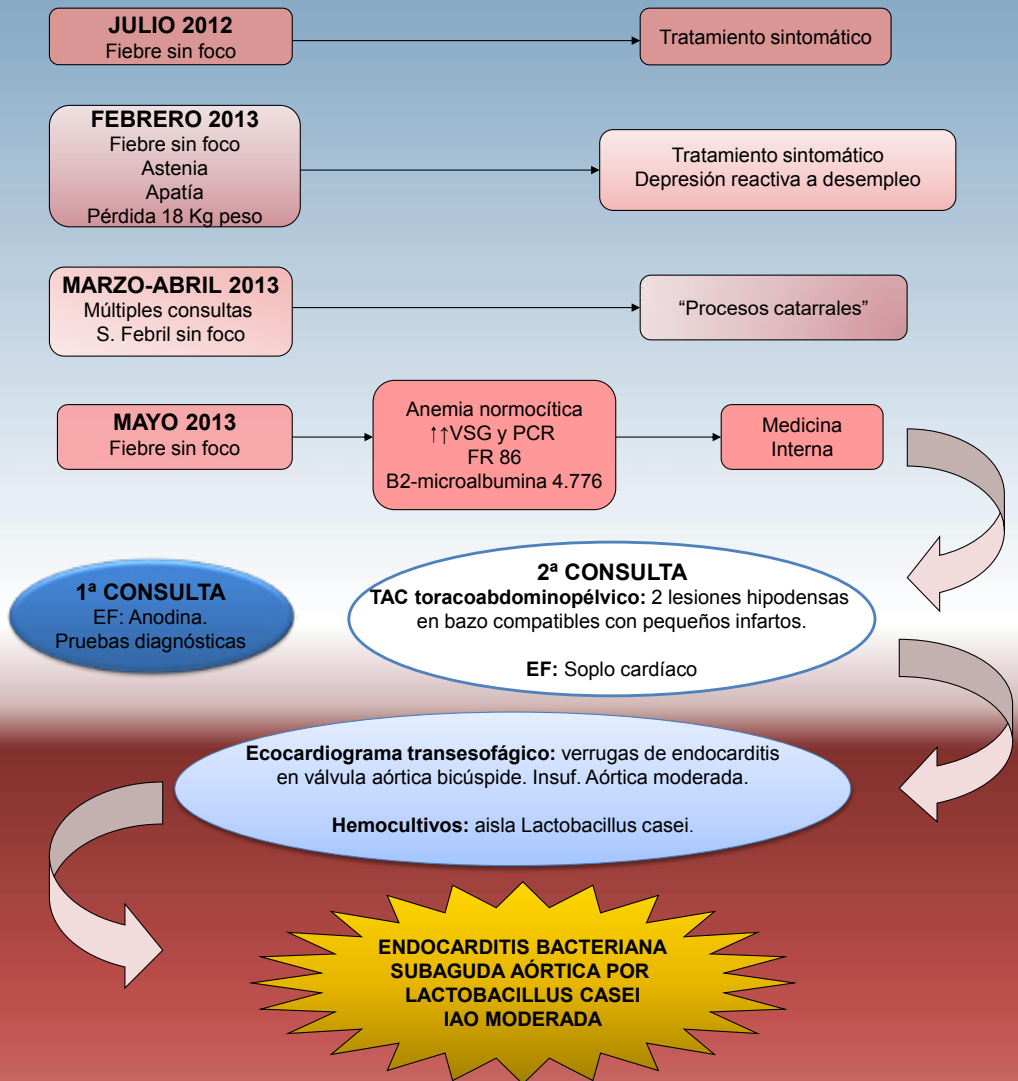 JULIO 2012
Fiebre sin foco
Tratamiento sintomático
FEBRERO 2013
Fiebre sin foco
Astenia
Apatía
Pérdida 18 Kg peso
Tratamiento sintomático
Depresión reactiva a desempleo
MARZO-ABRIL 2013
Múltiples consultas
S. Febril sin foco
“Procesos catarrales”
MAYO 2013
Fiebre sin foco
Anemia normocítica
↑↑VSG y PCR
FR 86
B2-microalbumina 4.776
Medicina
Interna
1ª CONSULTA
EF: Anodina.
Pruebas diagnósticas
2ª CONSULTA
TAC toracoabdominopélvico: 2 lesiones hipodensas
en bazo compatibles con pequeños infartos.
EF: Soplo cardíaco
Ecocardiograma transesofágico: verrugas de endocarditis
en válvula aórtica bicúspide. Insuf. Aórtica moderada.
Hemocultivos: aisla Lactobacillus casei.
ENDOCARDITIS BACTERIANA
SUBAGUDA AÓRTICA POR
LACTOBACILLUS CASEI
IAO MODERADA